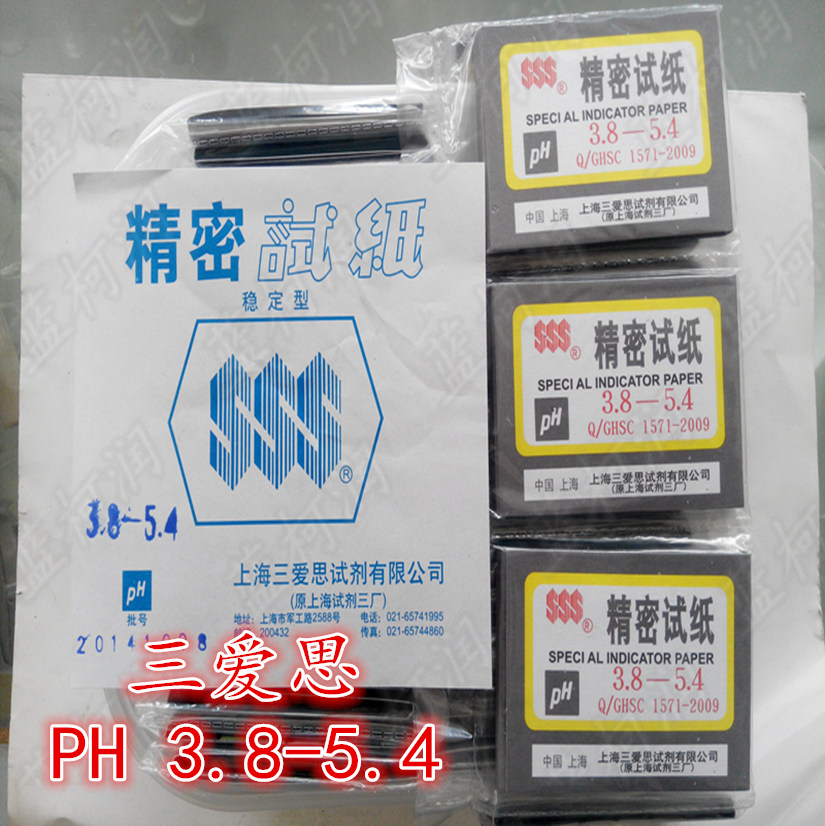 精密試紙
稳定型
SSS®
3.8-5.4
pH
批号
20141008
上海三爱思试剂有限公司
(原上海试剂三厂)
地址：上海市军工路2588号 电话：021-65741995
200432 传真：021-65744860
SSS® 精密试纸
SPECIAL INDICATOR PAPER
pH 3.8—5.4
Q/GHSC 1571-2009
中国 上海 上海三爱思试剂有限公司
(原上海试剂三厂)
SSS® 精密试纸
SPECIAL INDICATOR PAPER
pH 3.8—5.4
Q/GHSC 1571-2009
中国 上海 上海三爱思试剂有限公司
(原上海试剂三厂)
SSS® 精密试纸
SPECIAL INDICATOR PAPER
pH 3.8—5.4
Q/GHSC 1571-2009
中国 上海 上海三爱思试剂有限公司
(原上海试剂三厂)
三爱思
PH 3.8-5.4
蓝柯润